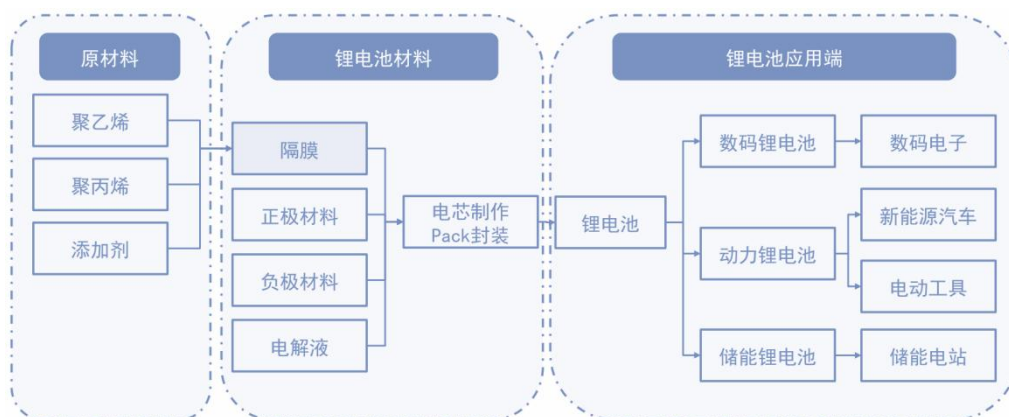 原材料
锂电池材料
锂电池应用端
聚乙烯
聚丙烯
添加剂
隔膜
正极材料
负极材料
电解液
电芯制作
Pack封装
锂电池
数码锂电池
数码电子
动力锂电池
新能源汽车
电动工具
储能锂电池
储能电站